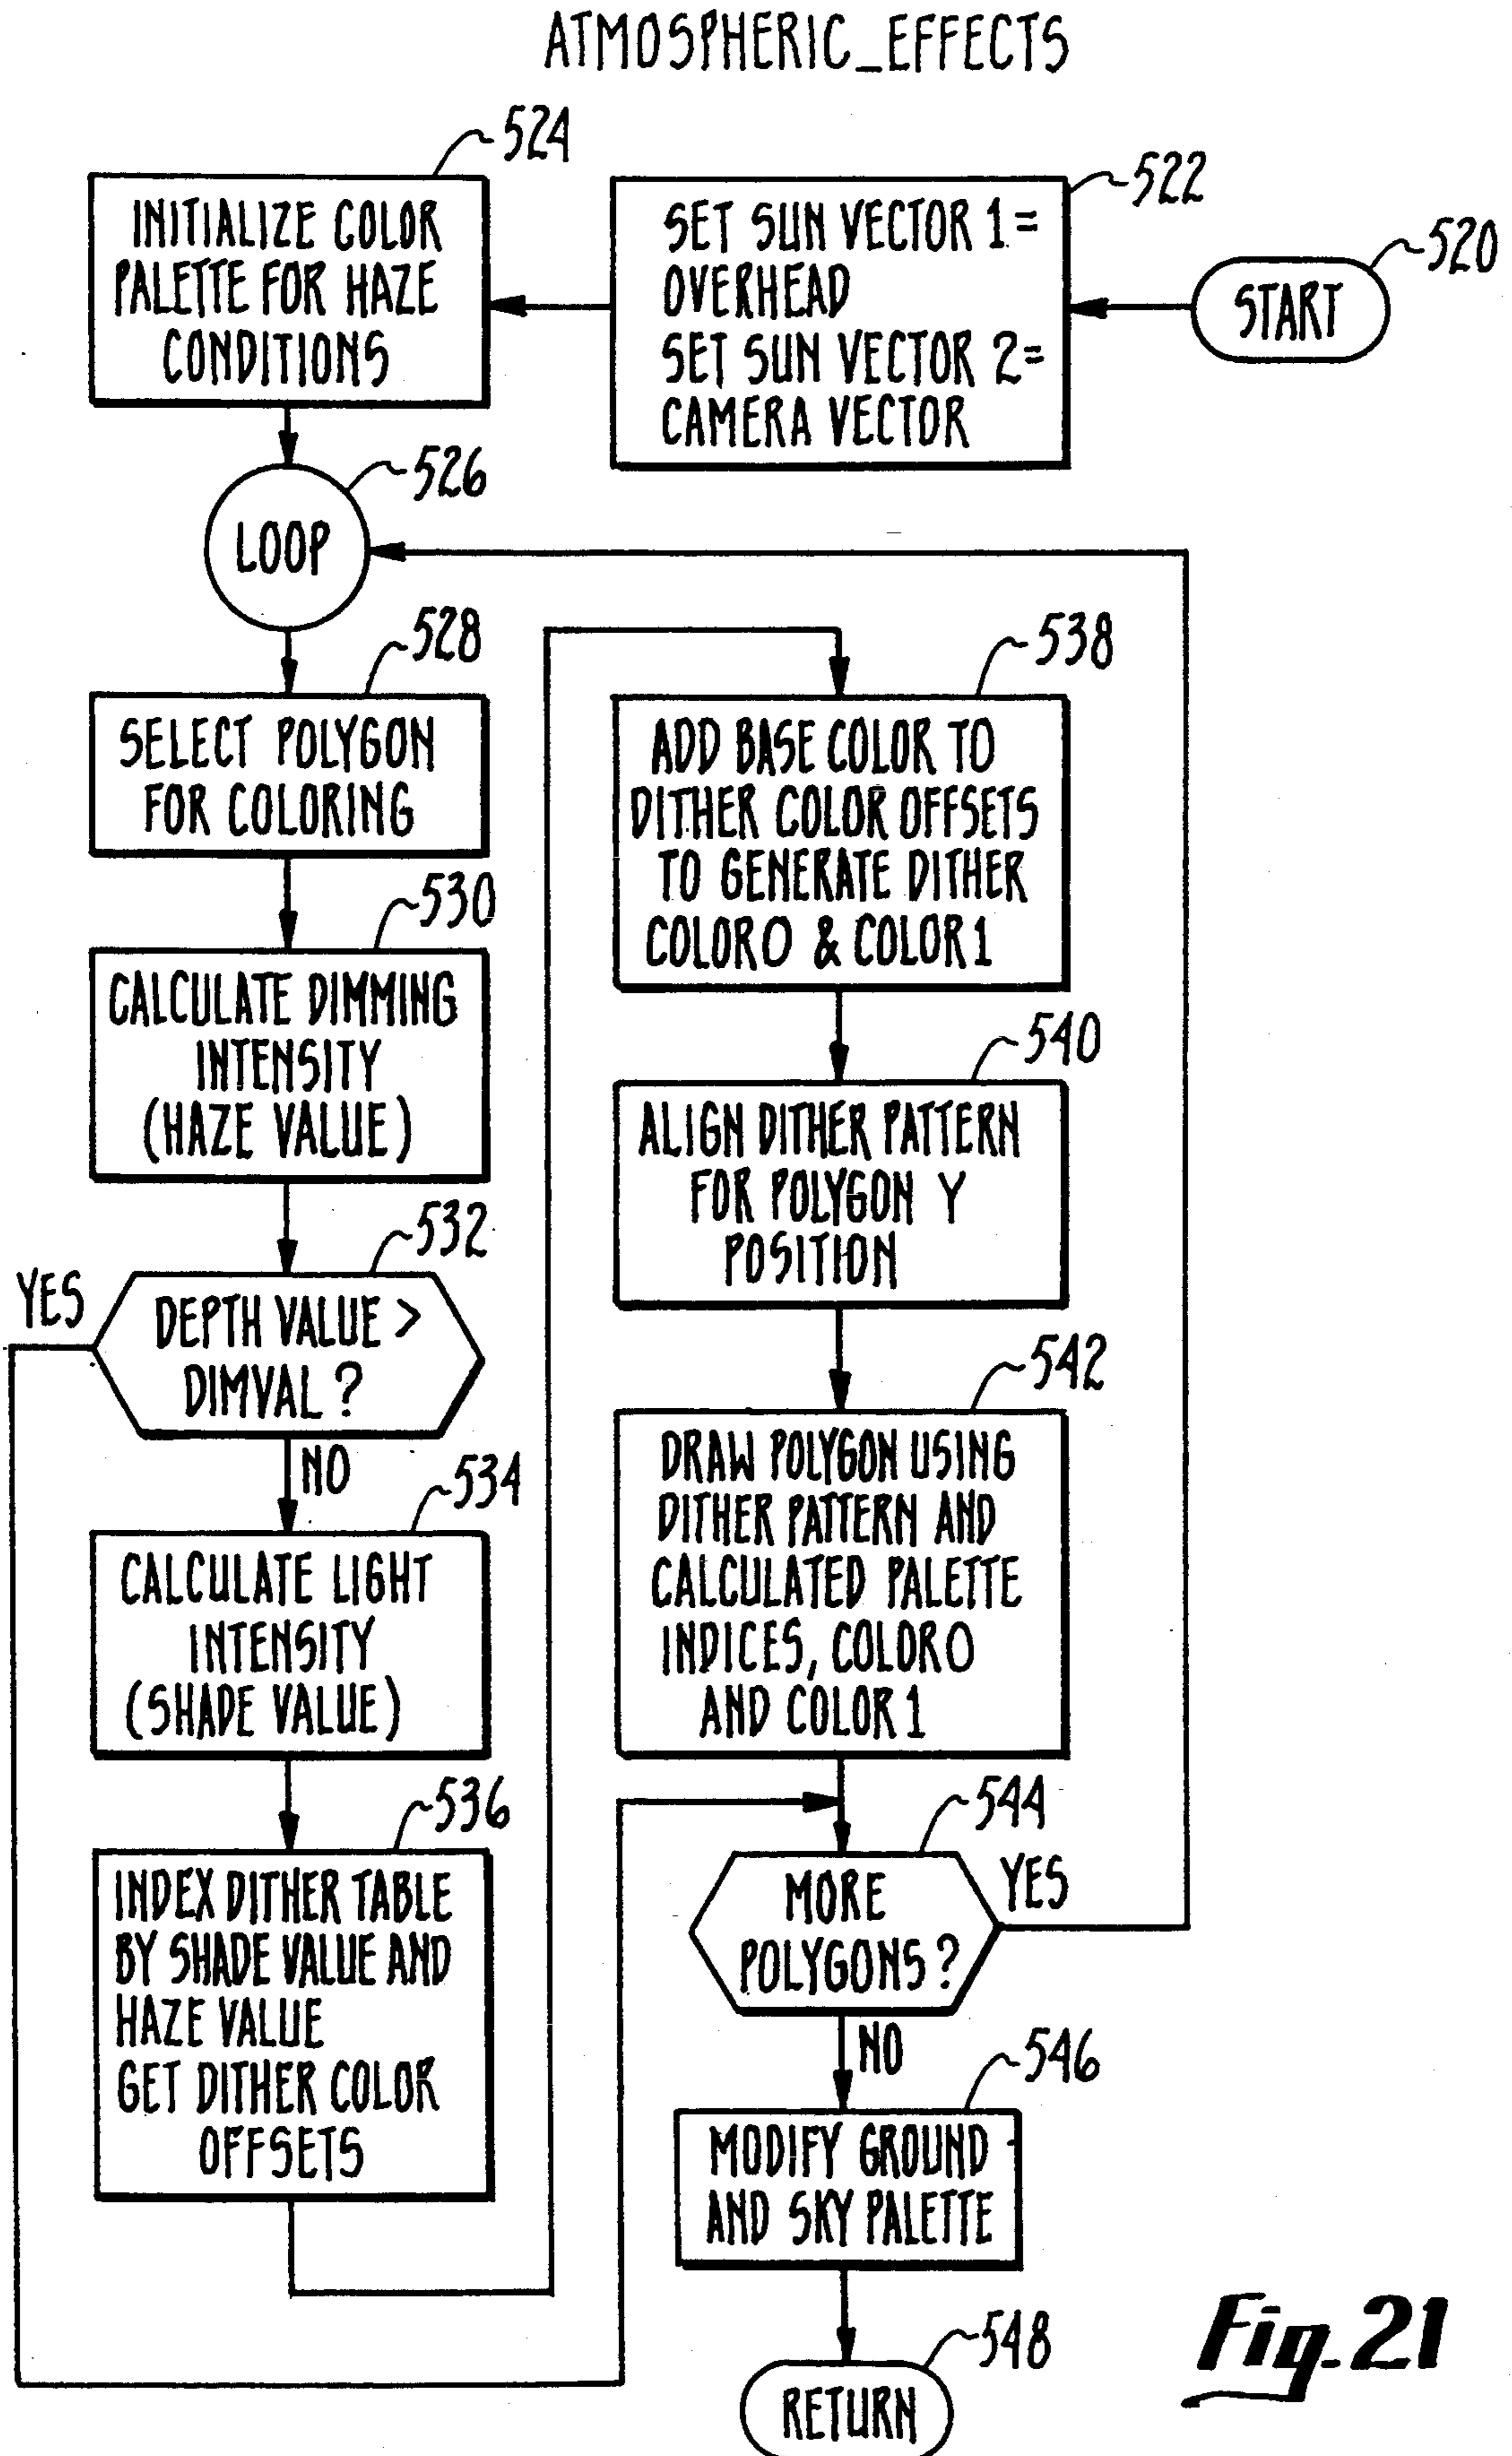 ATMOSPHERIC_EFFECTS
520
START
522
SET SUN VECTOR 1=
OVERHEAD
SET SUN VECTOR 2=
CAMERA VECTOR
524
INITIALIZE COLOR
PALETTE FOR HAZE
CONDITIONS
526
LOOP
528
SELECT POLYGON
FOR COLORING
530
CALCULATE DIMMING
INTENSITY
(HAZE VALUE)
532
DEPTH VALUE >
DIMVAL?
YES
NO
534
CALCULATE LIGHT
INTENSITY
(SHADE VALUE)
536
INDEX DITHER TABLE
BY SHADE VALUE AND
HAZE VALUE
GET DITHER COLOR
OFFSETS
538
ADD BASE COLOR TO
DITHER COLOR OFFSETS
TO GENERATE DITHER
COLOR0 & COLOR1
540
ALIGN DITHER PATTERN
FOR POLYGON Y
POSITION
542
DRAW POLYGON USING
DITHER PATTERN AND
CALCULATED PALETTE
INDICES, COLOR0
AND COLOR1
544
MORE
POLYGONS?
YES
NO
546
MODIFY GROUND
AND SKY PALETTE
548
RETURN
Fig. 21